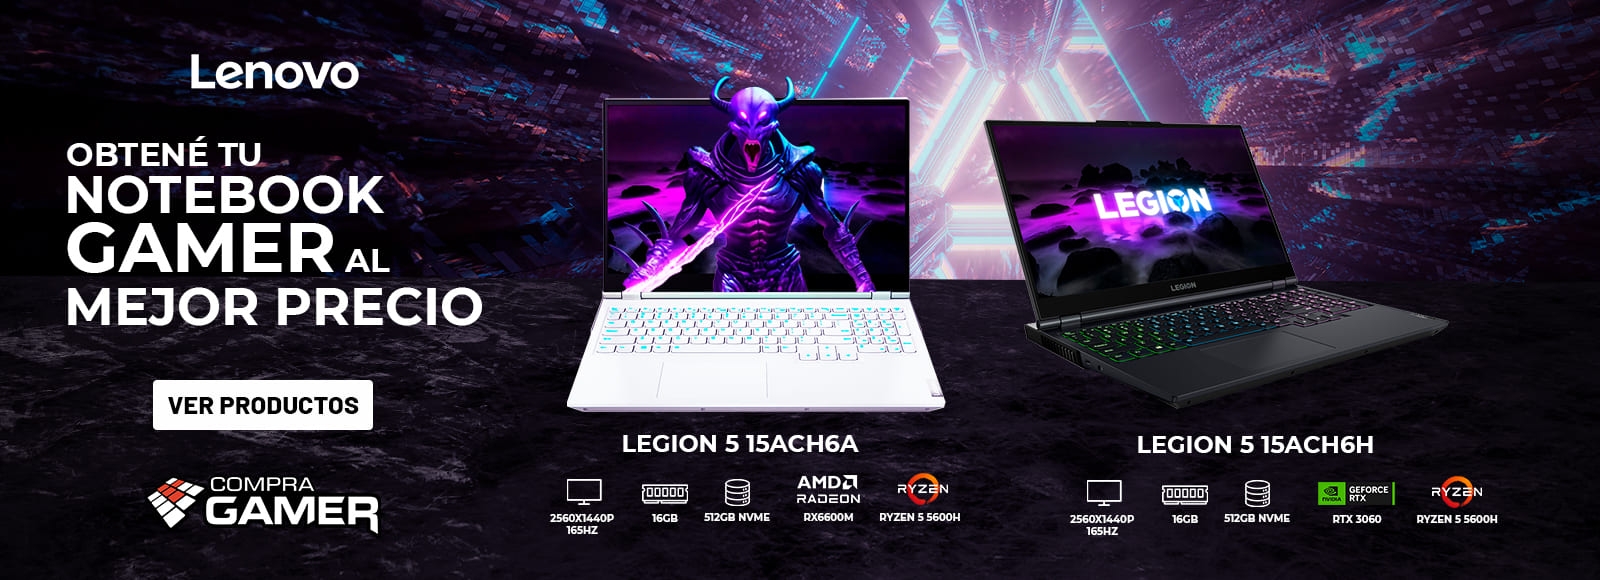 Lenovo
OBTENÉ TU
NOTEBOOK
GAMER AL
MEJOR PRECIO
VER PRODUCTOS
COMPRA
GAMER
LEGION
LEGION
LEGION 5 15ACH6A
2560X1440P
165HZ
16GB
512GB NVME
AMD
RADEON
RX6600M
RYZEN
RYZEN 5 5600H
LEGION 5 15ACH6H
2560X1440P
165HZ
16GB
512GB NVME
NVIDIA
GEFORCE
RTX
RTX 3060
RYZEN
RYZEN 5 5600H